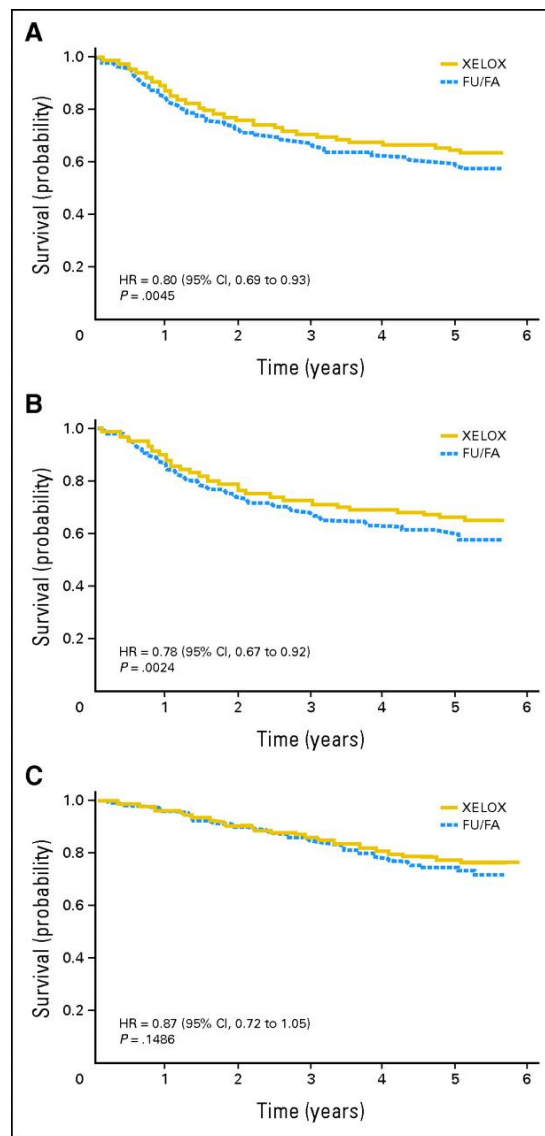 A
1.0
XELOX
FU/FA
0.8
0.6
0.4
0.2
Survival (probability)
HR = 0.80 (95% CI, 0.69 to 0.93)
P = .0045
0 1 2 3 4 5 6
Time (years)
B
1.0
XELOX
FU/FA
0.8
0.6
0.4
0.2
Survival (probability)
HR = 0.78 (95% CI, 0.67 to 0.92)
P = .0024
0 1 2 3 4 5 6
Time (years)
C
1.0
XELOX
FU/FA
0.8
0.6
0.4
0.2
Survival (probability)
HR = 0.87 (95% CI, 0.72 to 1.05)
P = .1486
0 1 2 3 4 5 6
Time (years)